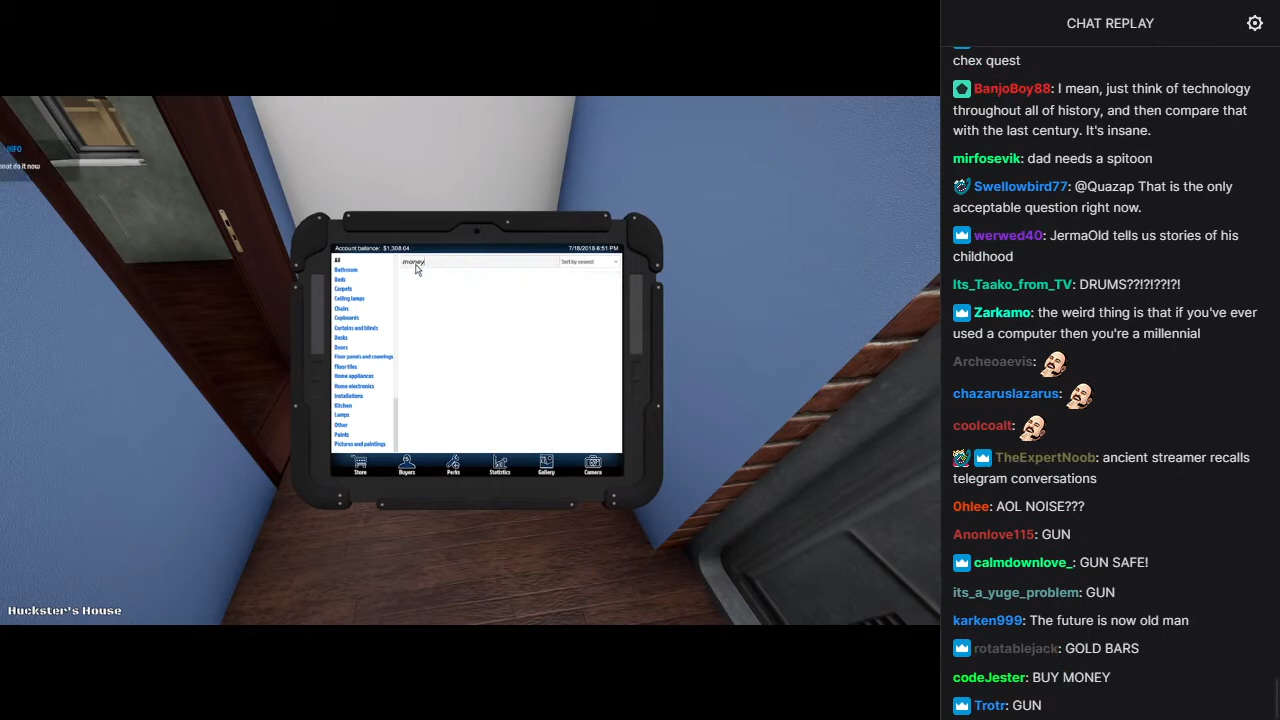 INFO
nnot do it now
Account balance: $1,308.04
7/18/2018 6:51 PM
All
Bathroom
Beds
Carpets
Ceiling lamps
Chairs
Cupboards
Curtains and blinds
Desks
Doors
Floor panels and coverings
Floor tiles
Home appliances
Home electronics
Installations
Kitchen
Lamps
Other
Paints
Pictures and paintings
money
Sort by newest
Store
Buyers
Perks
Statistics
Gallery
Camera
Huckster's House
CHAT REPLAY
chex quest
BanjoBoy88: I mean, just think of technology
throughout all of history, and then compare that
with the last century. It's insane.
mirfosevik: dad needs a spitoon
Swellowbird77: @Quazap That is the only
acceptable question right now.
werwed40: JermaOld tells us stories of his
childhood
Its_Taako_from_TV: DRUMS??!?!??!?!
Zarkamo: the weird thing is that if you've ever
used a computer then you're a millennial
Archeoaevis:
chazaruslazarus:
coolcoalt:
TheExpertNoob: ancient streamer recalls
telegram conversations
0hlee: AOL NOISE???
Anonlove115: GUN
calmdownlove_: GUN SAFE!
its_a_yuge_problem: GUN
karken999: The future is now old man
rotatablejack: GOLD BARS
codeJester: BUY MONEY
Trotr: GUN